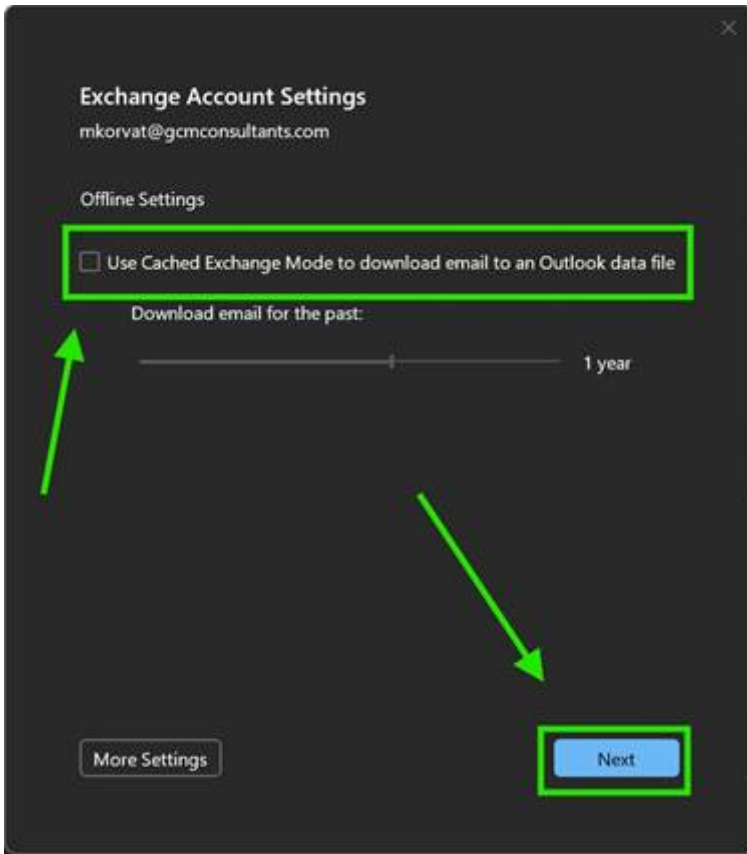 Exchange Account Settings
mkorvat@gcmconsultants.com
Offline Settings
Use Cached Exchange Mode to download email to an Outlook data file
Download email for the past:
1 year
More Settings
Next